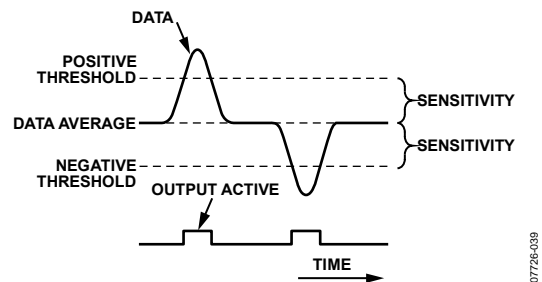 DATA
POSITIVE
THRESHOLD
SENSITIVITY
DATA AVERAGE
SENSITIVITY
NEGATIVE
THRESHOLD
OUTPUT ACTIVE
TIME
07726-039